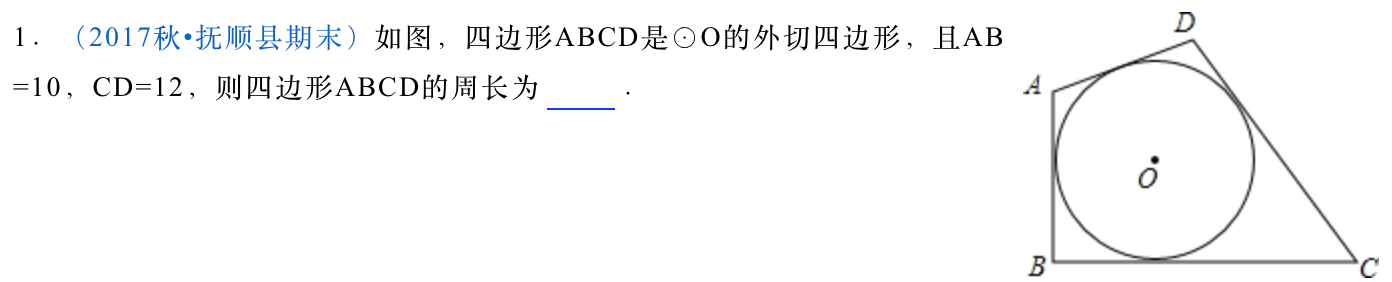 1. （2017秋•抚顺县期末）如图，四边形ABCD是⊙O的外切四边形，且AB
=10，CD=12，则四边形ABCD的周长为 ____ .
D
A
O
B
C